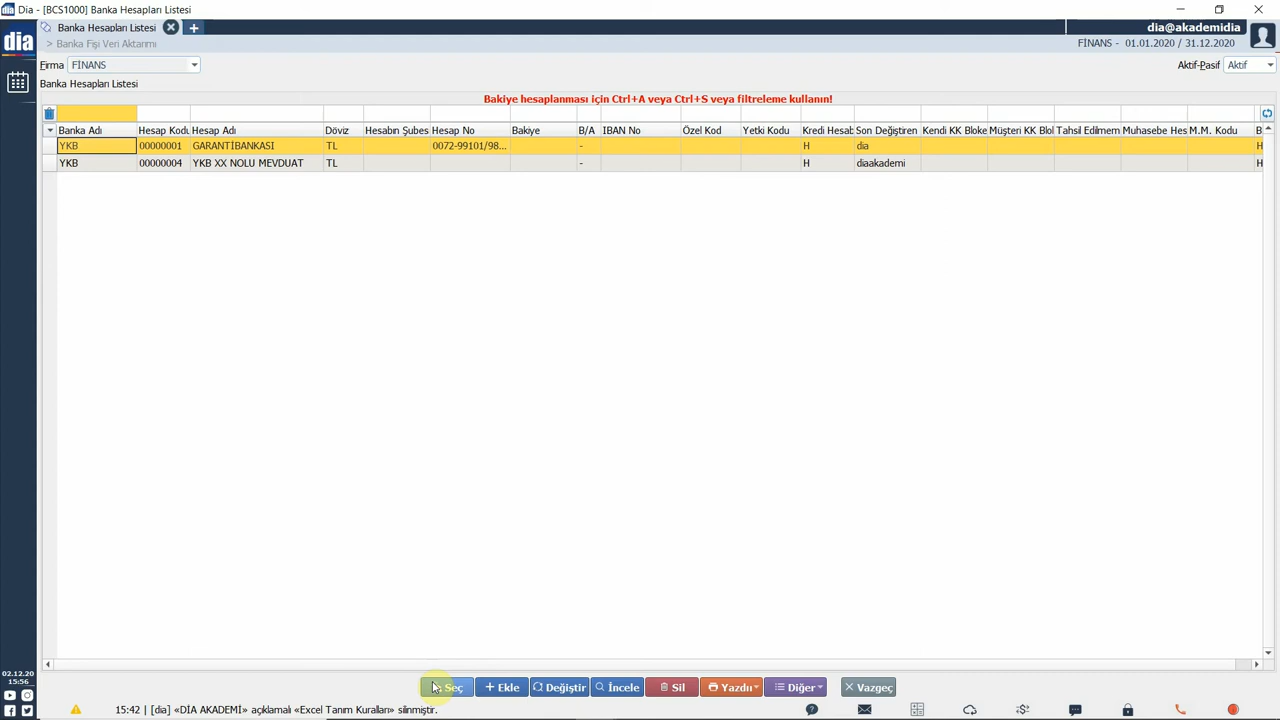 Dia - [BCS1000] Banka Hesapları Listesi
Banka Hesapları Listesi
dia@akademidia
dia
> Banka Fişi Veri Aktarımı
FİNANS - 01.01.2020 / 31.12.2020
Firma FİNANS
Aktif-Pasif Aktif
Banka Hesapları Listesi
Bakiye hesaplanması için Ctrl+A veya Ctrl+S veya filtreleme kullanın!
Banka Adı Hesap Kodu Hesap Adı Döviz Hesabın Şubes Hesap No Bakiye B/A IBAN No Özel Kod Yetki Kodu Kredi Hesab Son Değiştiren Kendi KK Bloke Müşteri KK Blol Tahsil Edilmem Muhasebe Hes M.M. Kodu B
YKB 00000001 GARANTİBANKASI TL 0072-99101/98... - H dia H
YKB 00000004 YKB XX NOLU MEVDUAT TL - H diaakademi H
Seç + Ekle Değiştir İncele Sil Yazdır Diğer Vazgeç
02.12.20
15:56
15:42 | [dia] «DİA AKADEMİ» açıklamalı «Excel Tanım Kuralları» silinmiştir.